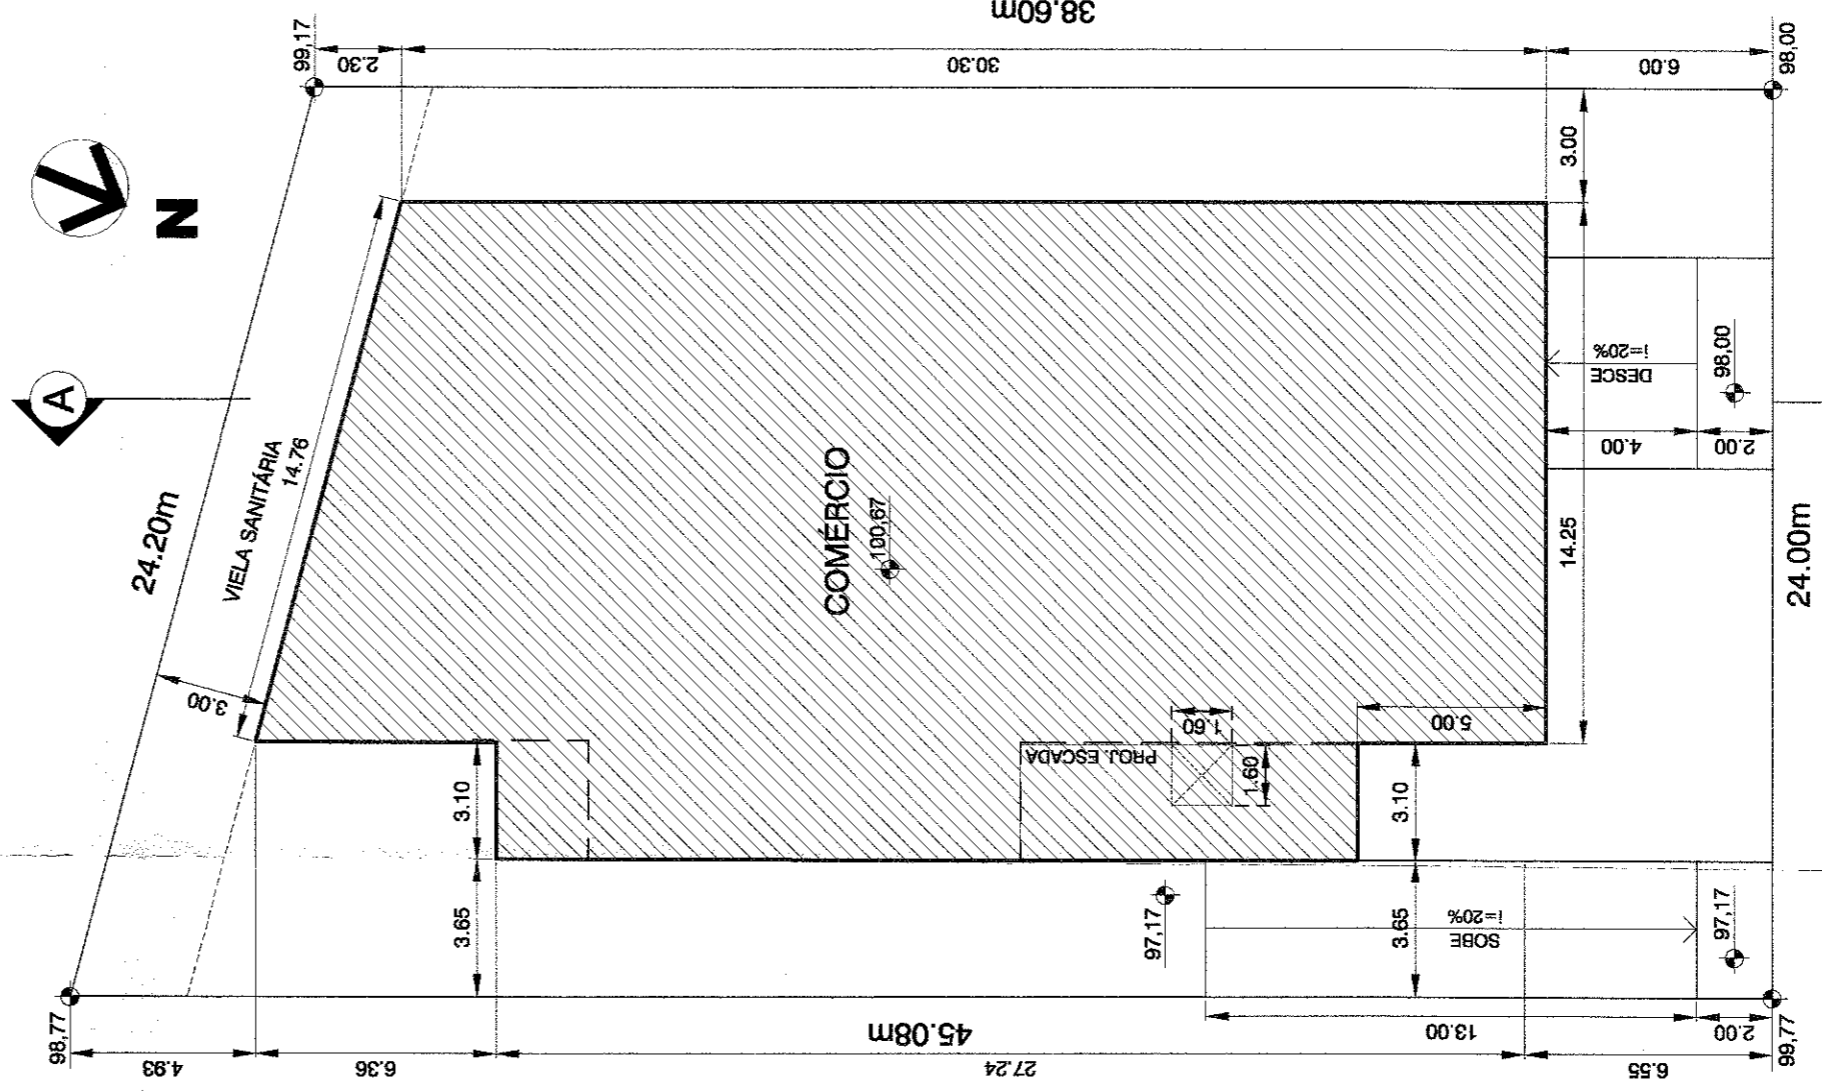 38.60m
99,17
2.30
30.30
6.00
98,00
N
3.00
A
24.20m
VIELA SANITÁRIA
14.76
3.00
COMÉRCIO
100,67
DESCE
i=20%
98,00
4.00
2.00
14.25
24.00m
5.00
1.60
1.60
PROJ. ESCADA
3.10
3.10
3.65
3.65
97,17
SOBE
i=20%
97,17
98,77
4.93
6.36
45.08m
27.24
13.00
2.00
6.55
99,77